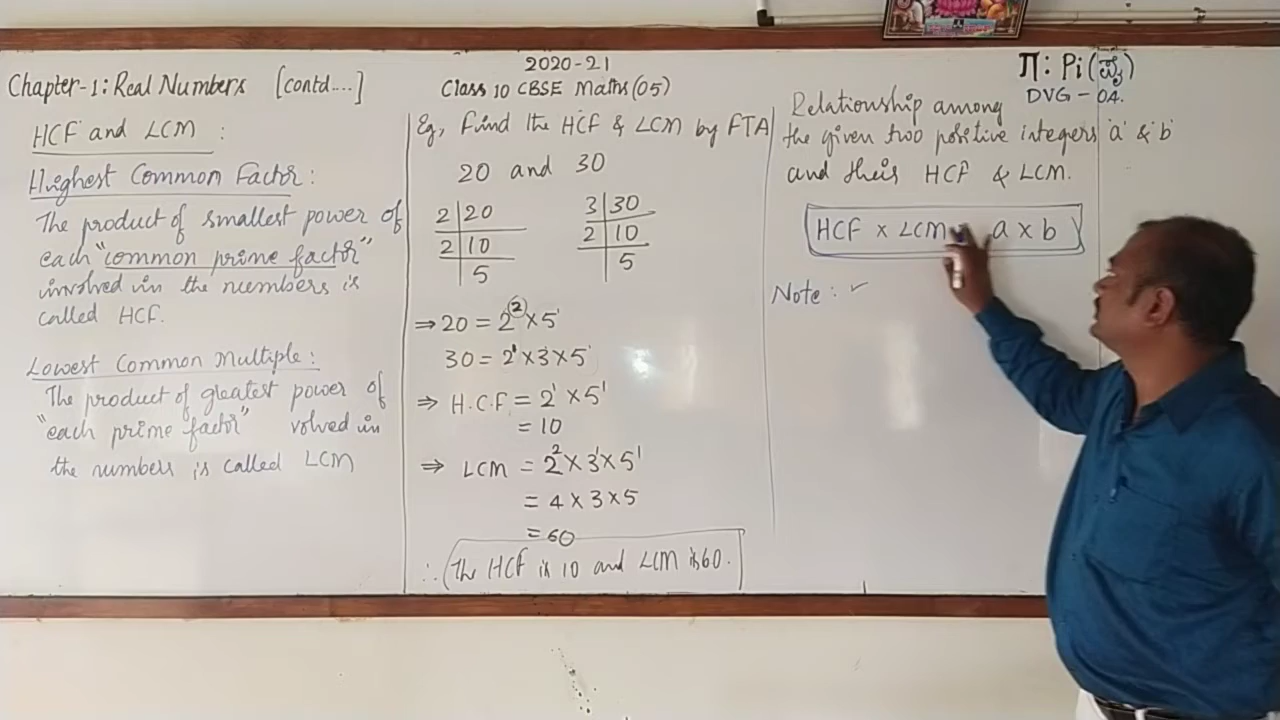 2020-21
Class 10 CBSE Maths (05)
Chapter-1: Real Numbers [contd....]
HCF and LCM :
Highest Common Factor :
The product of smallest power of
each "common prime factor"
involved in the numbers is
called HCF.
Lowest Common Multiple :
The product of greatest power of
"each prime factor" volved in
the numbers is called LCM
Eg, Find the HCF & LCM by FTA
20 and 30
2 | 20
2 | 10
5
3 | 30
2 | 10
5
⇒ 20 = 2² × 5¹
30 = 2¹ × 3¹ × 5¹
⇒ H.C.F = 2¹ × 5¹
= 10
⇒ LCM = 2² × 3¹ × 5¹
= 4 × 3 × 5
= 60
∴ The HCF is 10 and LCM is 60.
Π : Pi
DVG - 04.
Relationship among
the given two positive integers 'a' & 'b'
and their HCF & LCM.
HCF × LCM a × b
Note : ✓